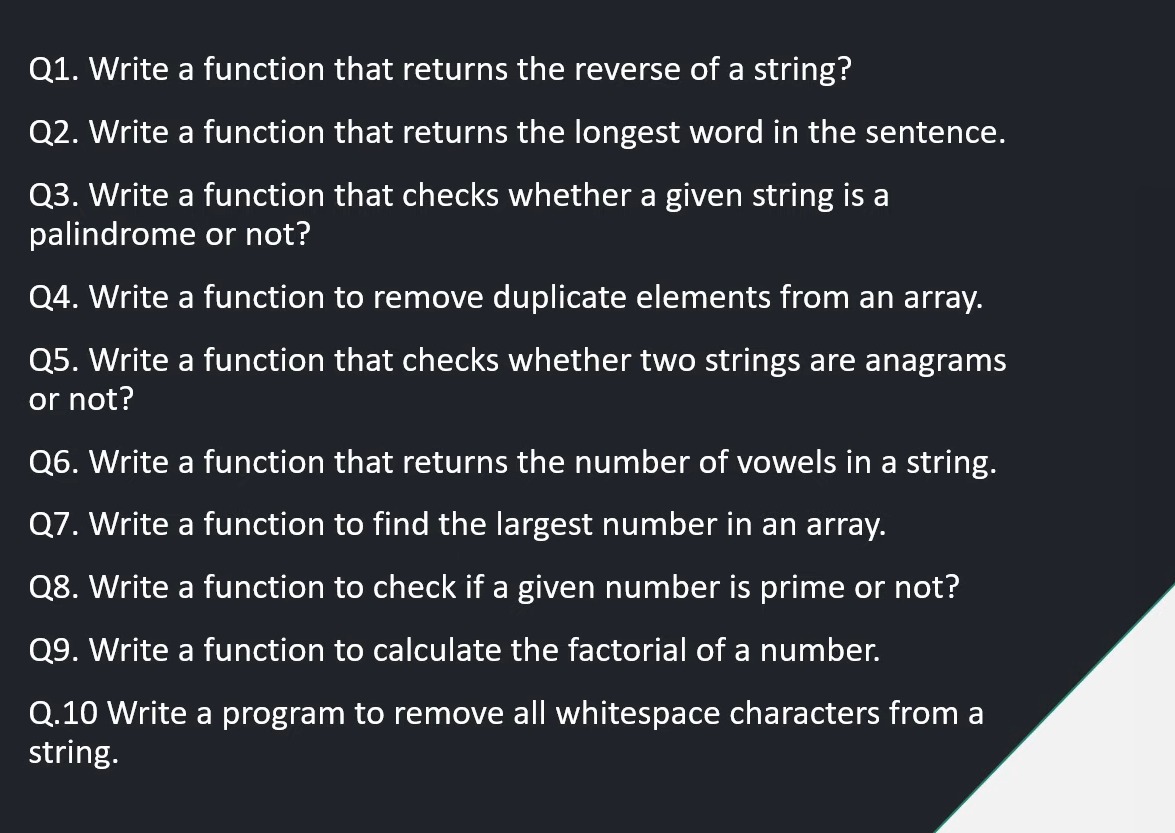 Q1. Write a function that returns the reverse of a string?
Q2. Write a function that returns the longest word in the sentence.
Q3. Write a function that checks whether a given string is a
palindrome or not?
Q4. Write a function to remove duplicate elements from an array.
Q5. Write a function that checks whether two strings are anagrams
or not?
Q6. Write a function that returns the number of vowels in a string.
Q7. Write a function to find the largest number in an array.
Q8. Write a function to check if a given number is prime or not?
Q9. Write a function to calculate the factorial of a number.
Q.10 Write a program to remove all whitespace characters from a
string.